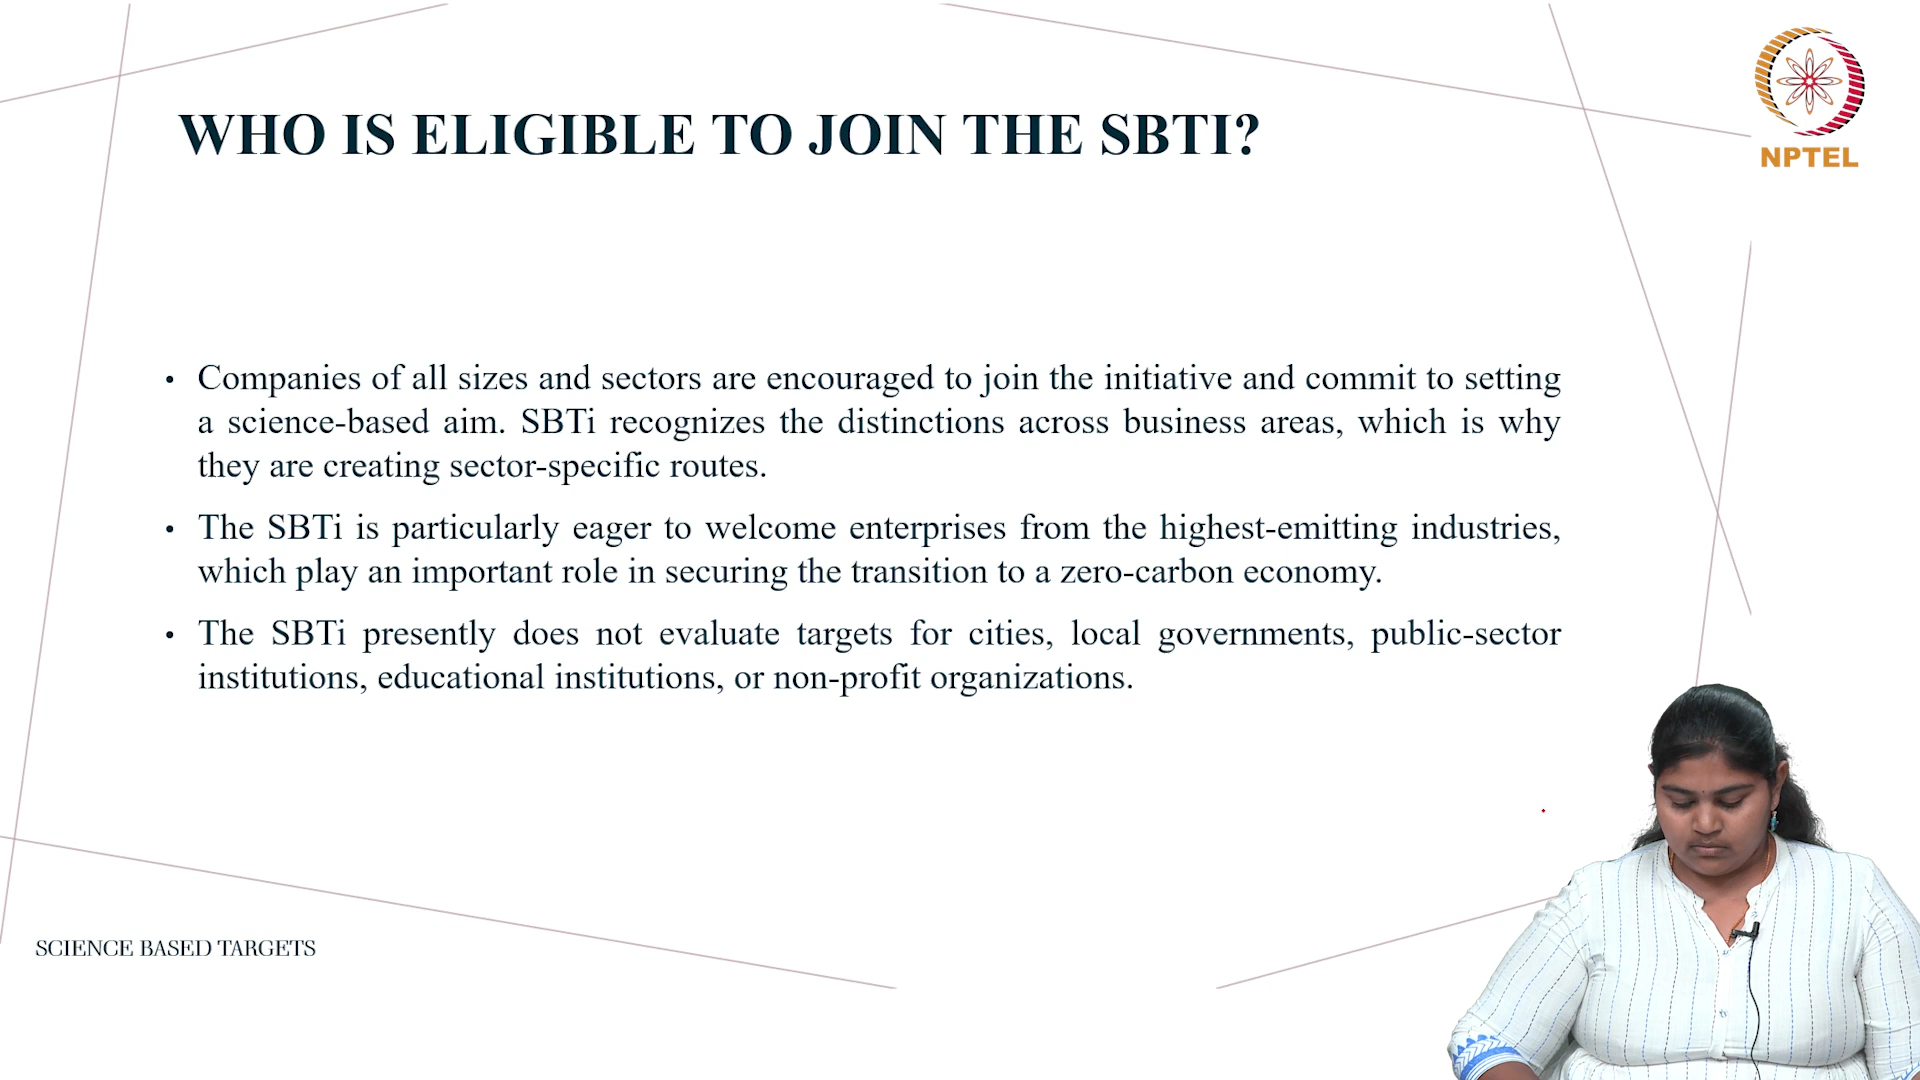 WHO IS ELIGIBLE TO JOIN THE SBTI?
NPTEL
• Companies of all sizes and sectors are encouraged to join the initiative and commit to setting
a science-based aim. SBTi recognizes the distinctions across business areas, which is why
they are creating sector-specific routes.
• The SBTi is particularly eager to welcome enterprises from the highest-emitting industries,
which play an important role in securing the transition to a zero-carbon economy.
• The SBTi presently does not evaluate targets for cities, local governments, public-sector
institutions, educational institutions, or non-profit organizations.
SCIENCE BASED TARGETS